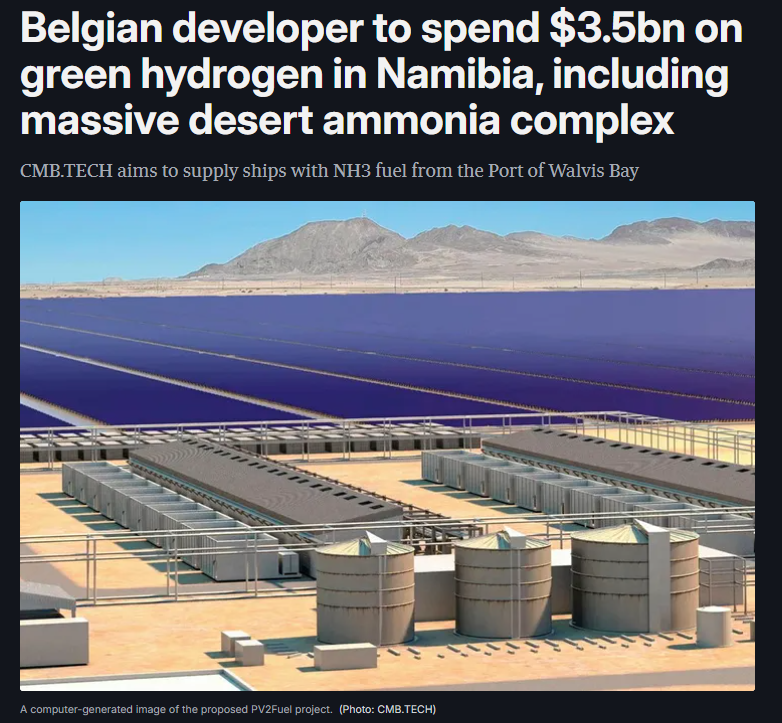 Belgian developer to spend $3.5bn on
green hydrogen in Namibia, including
massive desert ammonia complex
CMB.TECH aims to supply ships with NH3 fuel from the Port of Walvis Bay
A computer-generated image of the proposed PV2Fuel project. (Photo: CMB.TECH)